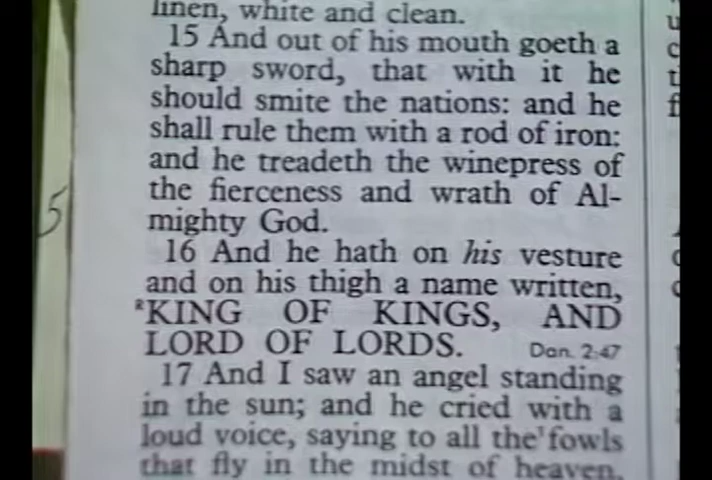 linen, white and clean.
15 And out of his mouth goeth a
sharp sword, that with it he
should smite the nations: and he
shall rule them with a rod of iron:
and he treadeth the winepress of
the fierceness and wrath of Al-
mighty God.
16 And he hath on his vesture
and on his thigh a name written,
KING OF KINGS, AND
LORD OF LORDS. Dan. 2:47
17 And I saw an angel standing
in the sun; and he cried with a
loud voice, saying to all the fowls
that fly in the midst of heaven,
5